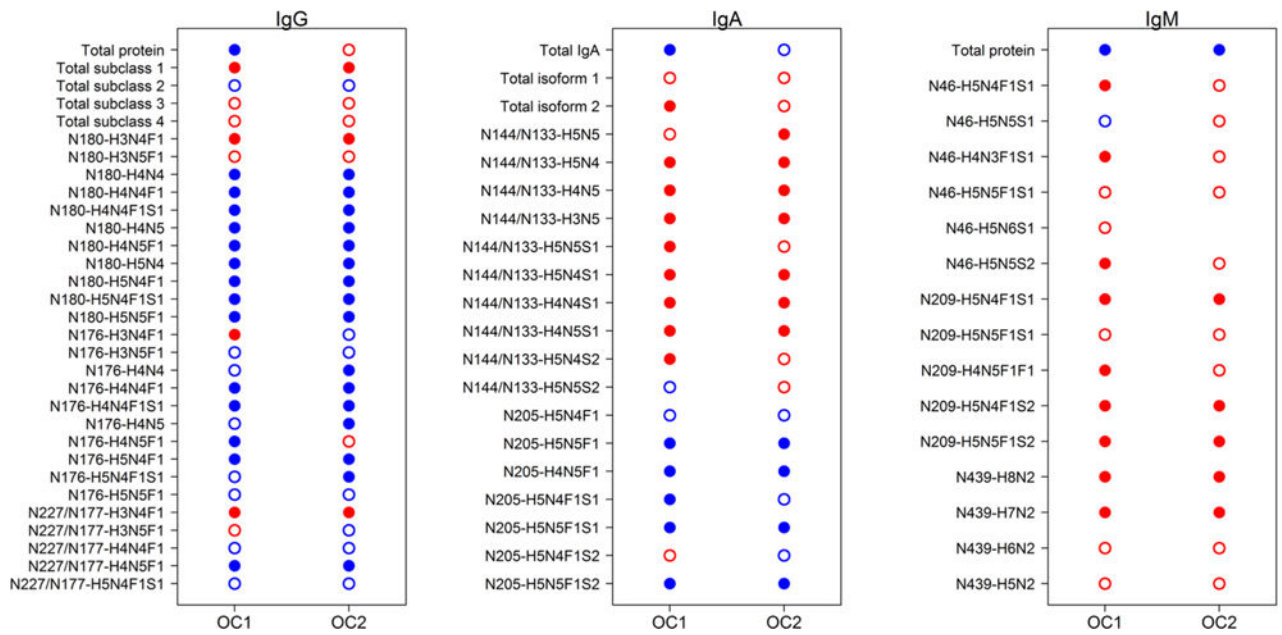 IgG
Total protein
Total subclass 1
Total subclass 2
Total subclass 3
Total subclass 4
N180-H3N4F1
N180-H3N5F1
N180-H4N4
N180-H4N4F1
N180-H4N4F1S1
N180-H4N5
N180-H4N5F1
N180-H5N4
N180-H5N4F1
N180-H5N4F1S1
N180-H5N5F1
N176-H3N4F1
N176-H3N5F1
N176-H4N4
N176-H4N4F1
N176-H4N4F1S1
N176-H4N5
N176-H4N5F1
N176-H5N4F1
N176-H5N4F1S1
N176-H5N5F1
N227/N177-H3N4F1
N227/N177-H3N5F1
N227/N177-H4N4F1
N227/N177-H4N5F1
N227/N177-H5N4F1S1
OC1 OC2
IgA
Total IgA
Total isoform 1
Total isoform 2
N144/N133-H5N5
N144/N133-H5N4
N144/N133-H4N5
N144/N133-H3N5
N144/N133-H5N5S1
N144/N133-H5N4S1
N144/N133-H4N4S1
N144/N133-H4N5S1
N144/N133-H5N4S2
N144/N133-H5N5S2
N205-H5N4F1
N205-H5N5F1
N205-H4N5F1
N205-H5N4F1S1
N205-H5N5F1S1
N205-H5N4F1S2
N205-H5N5F1S2
OC1 OC2
IgM
Total protein
N46-H5N4F1S1
N46-H5N5S1
N46-H4N3F1S1
N46-H5N5F1S1
N46-H5N6S1
N46-H5N5S2
N209-H5N4F1S1
N209-H5N5F1S1
N209-H4N5F1F1
N209-H5N4F1S2
N209-H5N5F1S2
N439-H8N2
N439-H7N2
N439-H6N2
N439-H5N2
OC1 OC2